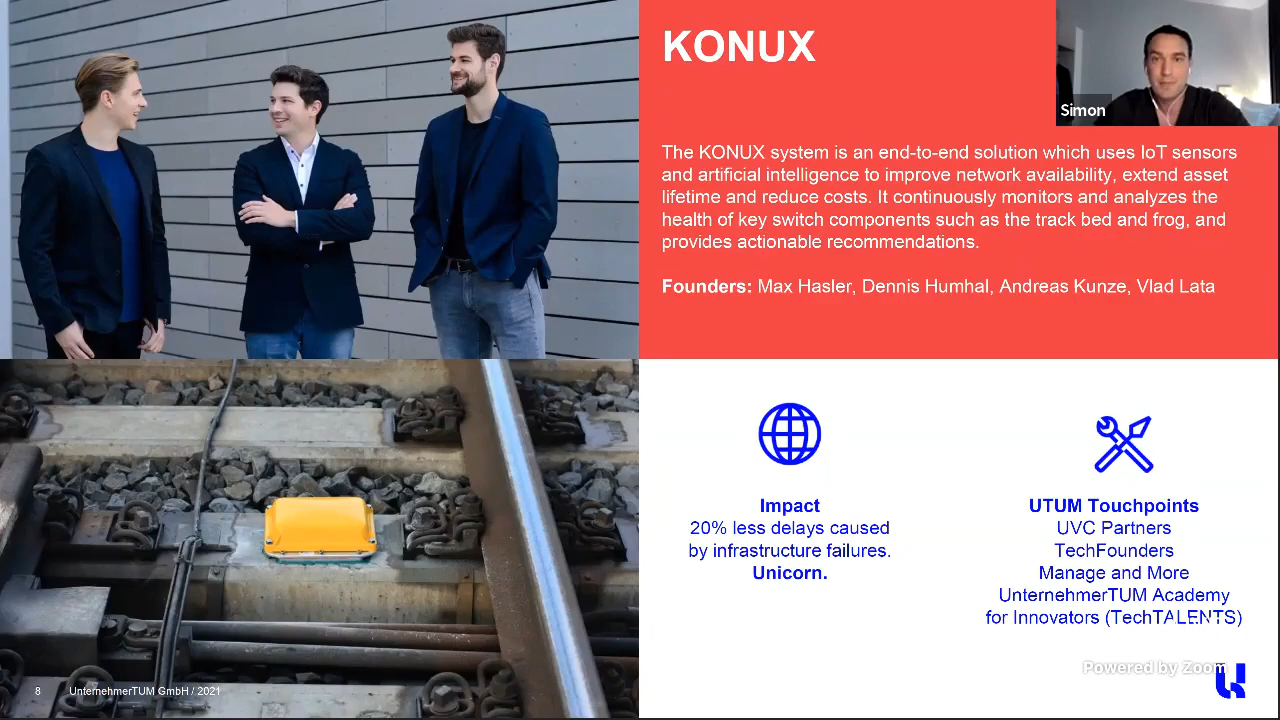 KONUX
Simon
The KONUX system is an end-to-end solution which uses IoT sensors
and artificial intelligence to improve network availability, extend asset
lifetime and reduce costs. It continuously monitors and analyzes the
health of key switch components such as the track bed and frog, and
provides actionable recommendations.
Founders: Max Hasler, Dennis Humhal, Andreas Kunze, Vlad Lata
Impact
20% less delays caused
by infrastructure failures.
Unicorn.
UTUM Touchpoints
UVC Partners
TechFounders
Manage and More
UnternehmerTUM Academy
for Innovators (TechTALENTS)
Powered by Zoom
8 UnternehmerTUM GmbH / 2021